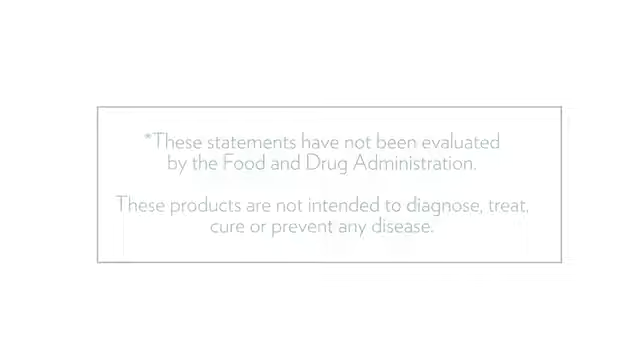 *These statements have not been evaluated
by the Food and Drug Administration.
These products are not intended to diagnose, treat,
cure or prevent any disease.